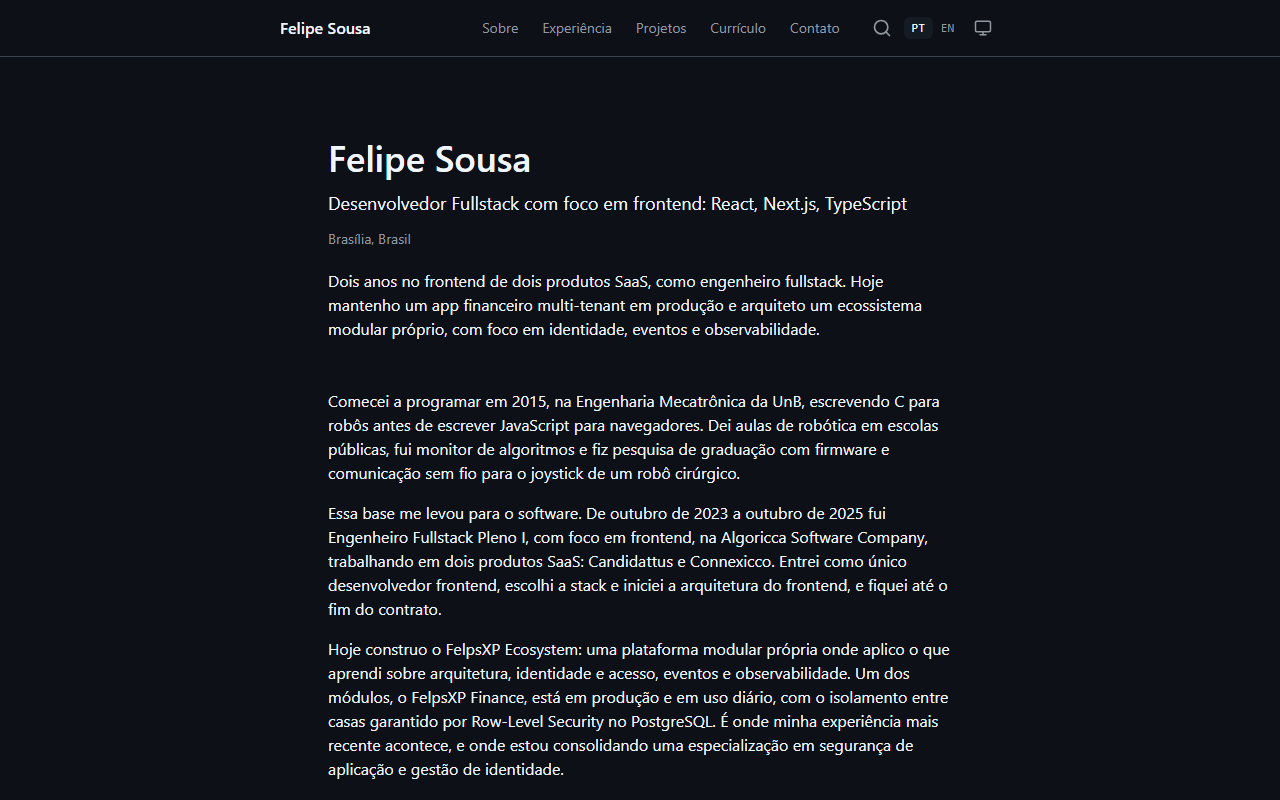 Felipe Sousa
Sobre
Experiência
Projetos
Currículo
Contato
PT
EN
Felipe Sousa
Desenvolvedor Fullstack com foco em frontend: React, Next.js, TypeScript
Brasília, Brasil
Dois anos no frontend de dois produtos SaaS, como engenheiro fullstack. Hoje
mantenho um app financeiro multi-tenant em produção e arquiteto um ecossistema
modular próprio, com foco em identidade, eventos e observabilidade.
Comecei a programar em 2015, na Engenharia Mecatrônica da UnB, escrevendo C para
robôs antes de escrever JavaScript para navegadores. Dei aulas de robótica em escolas
públicas, fui monitor de algoritmos e fiz pesquisa de graduação com firmware e
comunicação sem fio para o joystick de um robô cirúrgico.
Essa base me levou para o software. De outubro de 2023 a outubro de 2025 fui
Engenheiro Fullstack Pleno I, com foco em frontend, na Algoricca Software Company,
trabalhando em dois produtos SaaS: Candidattus e Connexicco. Entrei como único
desenvolvedor frontend, escolhi a stack e iniciei a arquitetura do frontend, e fiquei até o
fim do contrato.
Hoje construo o FelpsXP Ecosystem: uma plataforma modular própria onde aplico o que
aprendi sobre arquitetura, identidade e acesso, eventos e observabilidade. Um dos
módulos, o FelpsXP Finance, está em produção e em uso diário, com o isolamento entre
casas garantido por Row-Level Security no PostgreSQL. É onde minha experiência mais
recente acontece, e onde estou consolidando uma especialização em segurança de
aplicação e gestão de identidade.